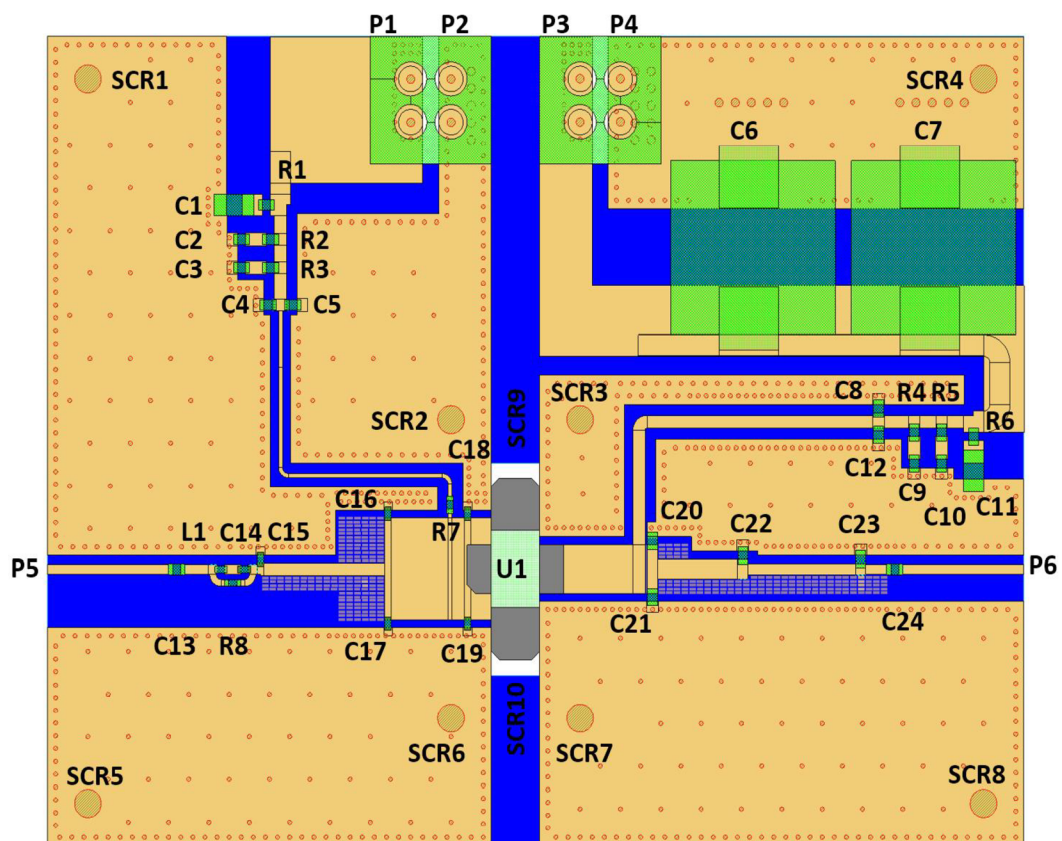 P1 P2 P3 P4
SCR1 SCR4
C6 C7
R1
C1
C2 R2
C3 R3
C4 C5
SCR9
C8 R4 R5
SCR2 SCR3 R6
C18
C12
C9
C16 C10 C11
R7 C20
L1 C14 C15 C22 C23
P5 U1 P6
C21
C13 R8 C17 C19 C24
SCR10
SCR6 SCR7
SCR5 SCR8